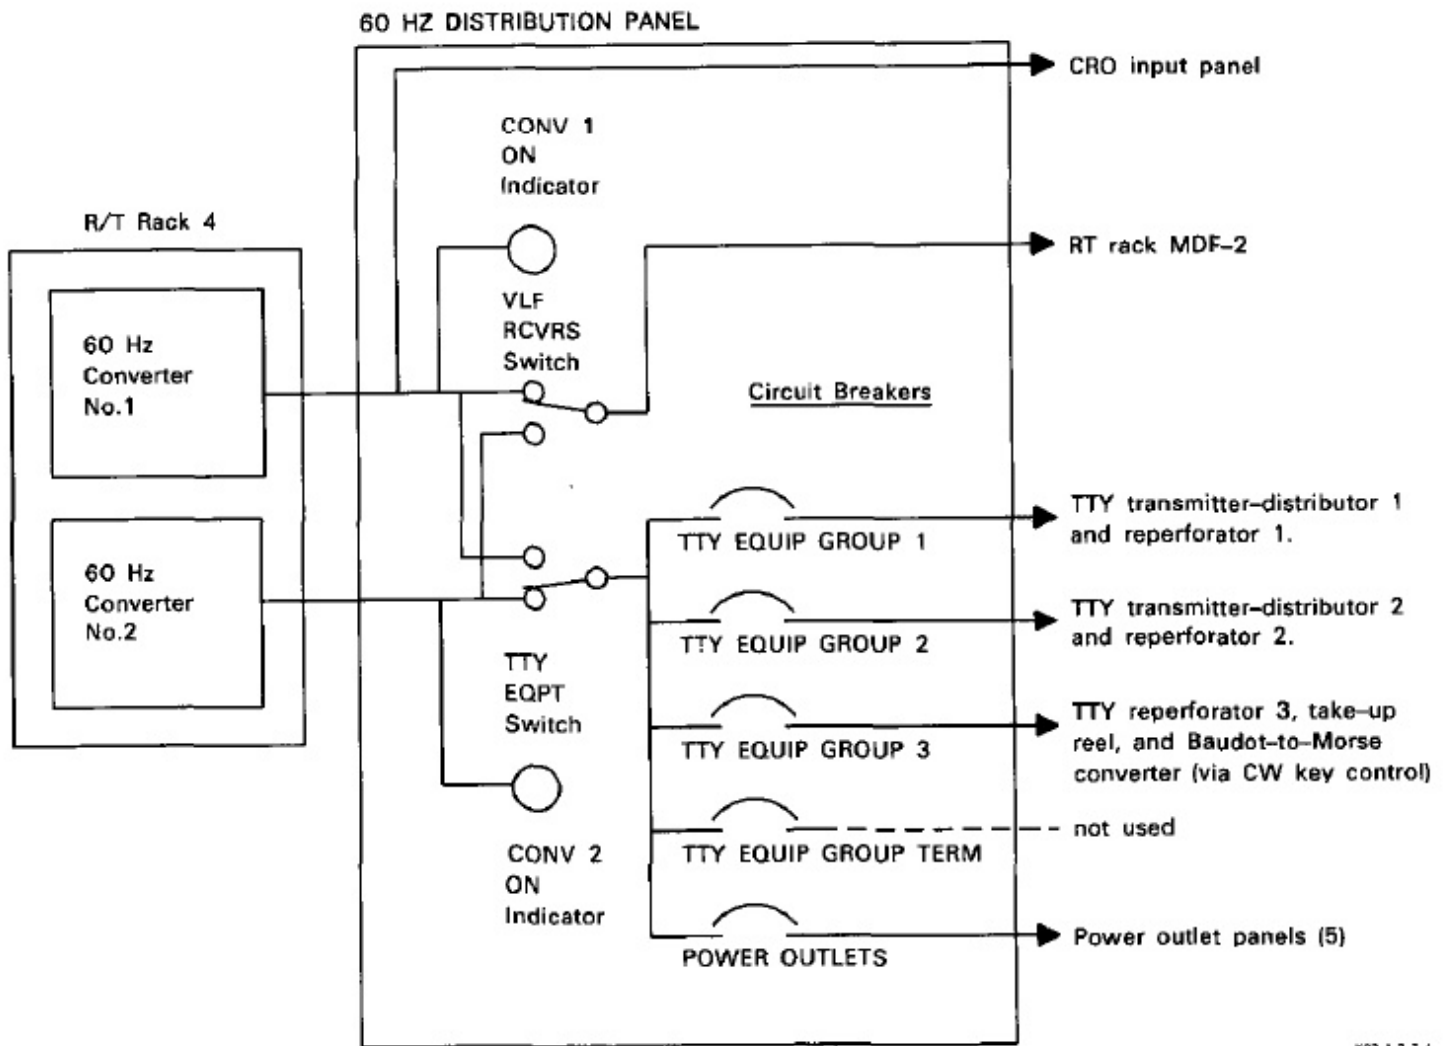 60 HZ DISTRIBUTION PANEL
CRO input panel
CONV 1
ON
Indicator
R/T Rack 4
RT rack MDF-2
VLF
RCVRS
Switch
60 Hz
Converter
No.1
Circuit Breakers
TTY transmitter-distributor 1
and reperforator 1.
TTY EQUIP GROUP 1
60 Hz
Converter
No.2
TTY transmitter-distributor 2
and reperforator 2.
TTY EQUIP GROUP 2
TTY
EQPT
Switch
TTY reperforator 3, take-up
reel, and Baudot-to-Morse
converter (via CW key control)
TTY EQUIP GROUP 3
not used
TTY EQUIP GROUP TERM
CONV 2
ON
Indicator
Power outlet panels (5)
POWER OUTLETS